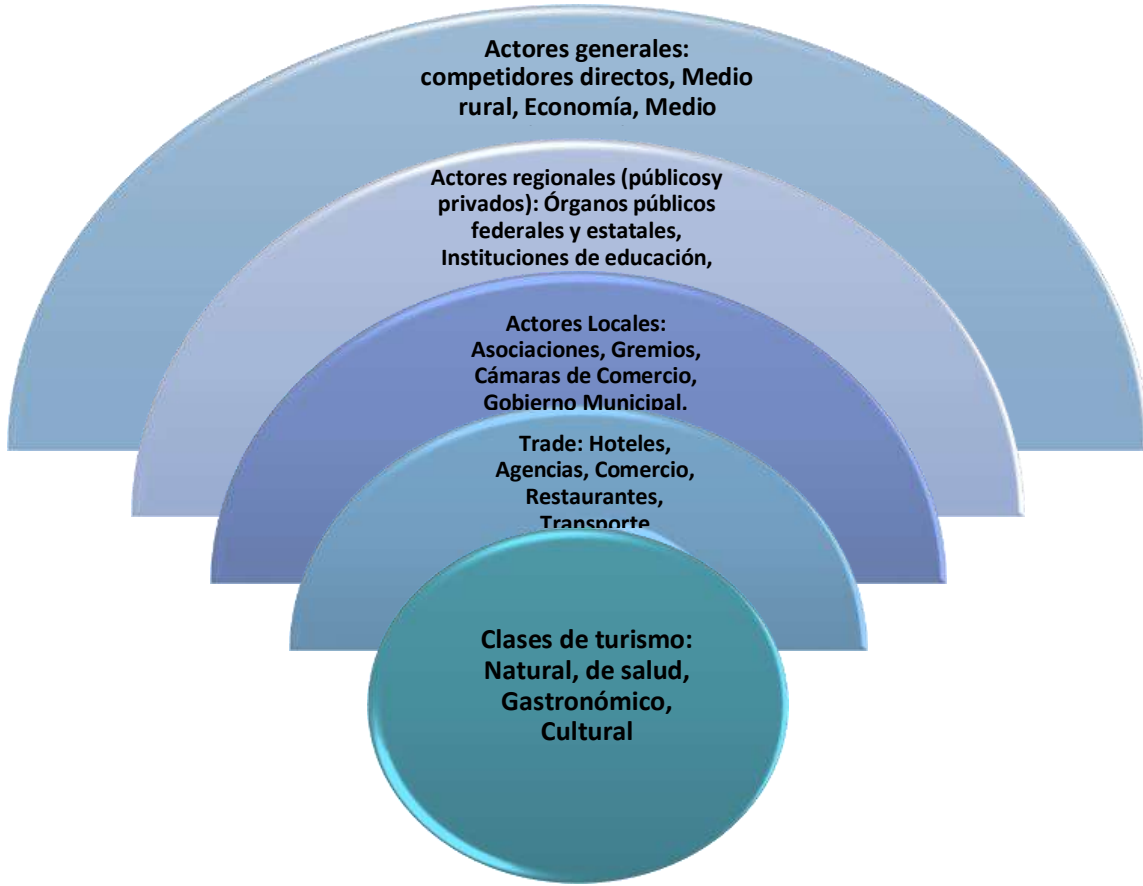 Actores generales:
competidores directos, Medio
rural, Economía, Medio
Actores regionales (públicosy
privados): Órganos públicos
federales y estatales,
Instituciones de educación,
Actores Locales:
Asociaciones, Gremios,
Cámaras de Comercio,
Gobierno Municipal.
Trade: Hoteles,
Agencias, Comercio,
Restaurantes,
Transporte
Clases de turismo:
Natural, de salud,
Gastronómico,
Cultural